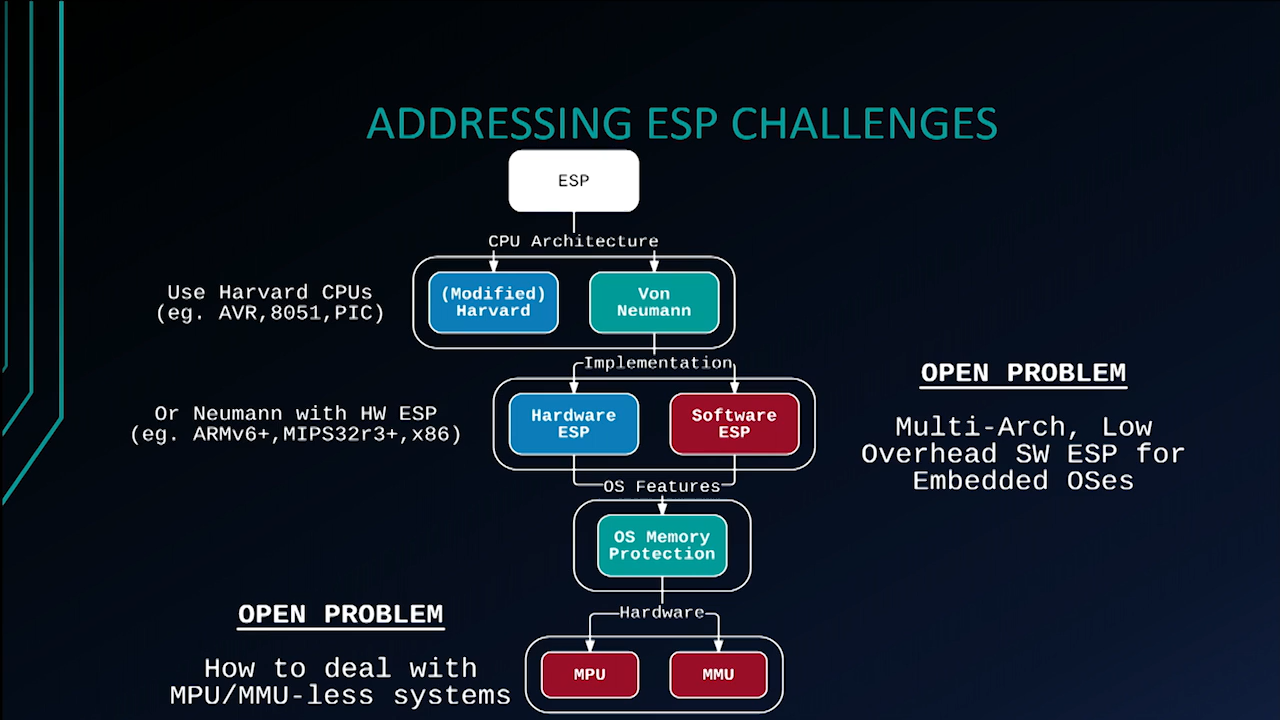 ADDRESSING ESP CHALLENGES
ESP
CPU Architecture
Use Harvard CPUs
(eg. AVR,8051,PIC)
(Modified)
Harvard
Von
Neumann
Implementation
Or Neumann with HW ESP
(eg. ARMv6+,MIPS32r3+,x86)
Hardware
ESP
Software
ESP
OPEN PROBLEM
Multi-Arch, Low
Overhead SW ESP for
Embedded OSes
OS Features
OS Memory
Protection
Hardware
OPEN PROBLEM
How to deal with
MPU/MMU-less systems
MPU
MMU